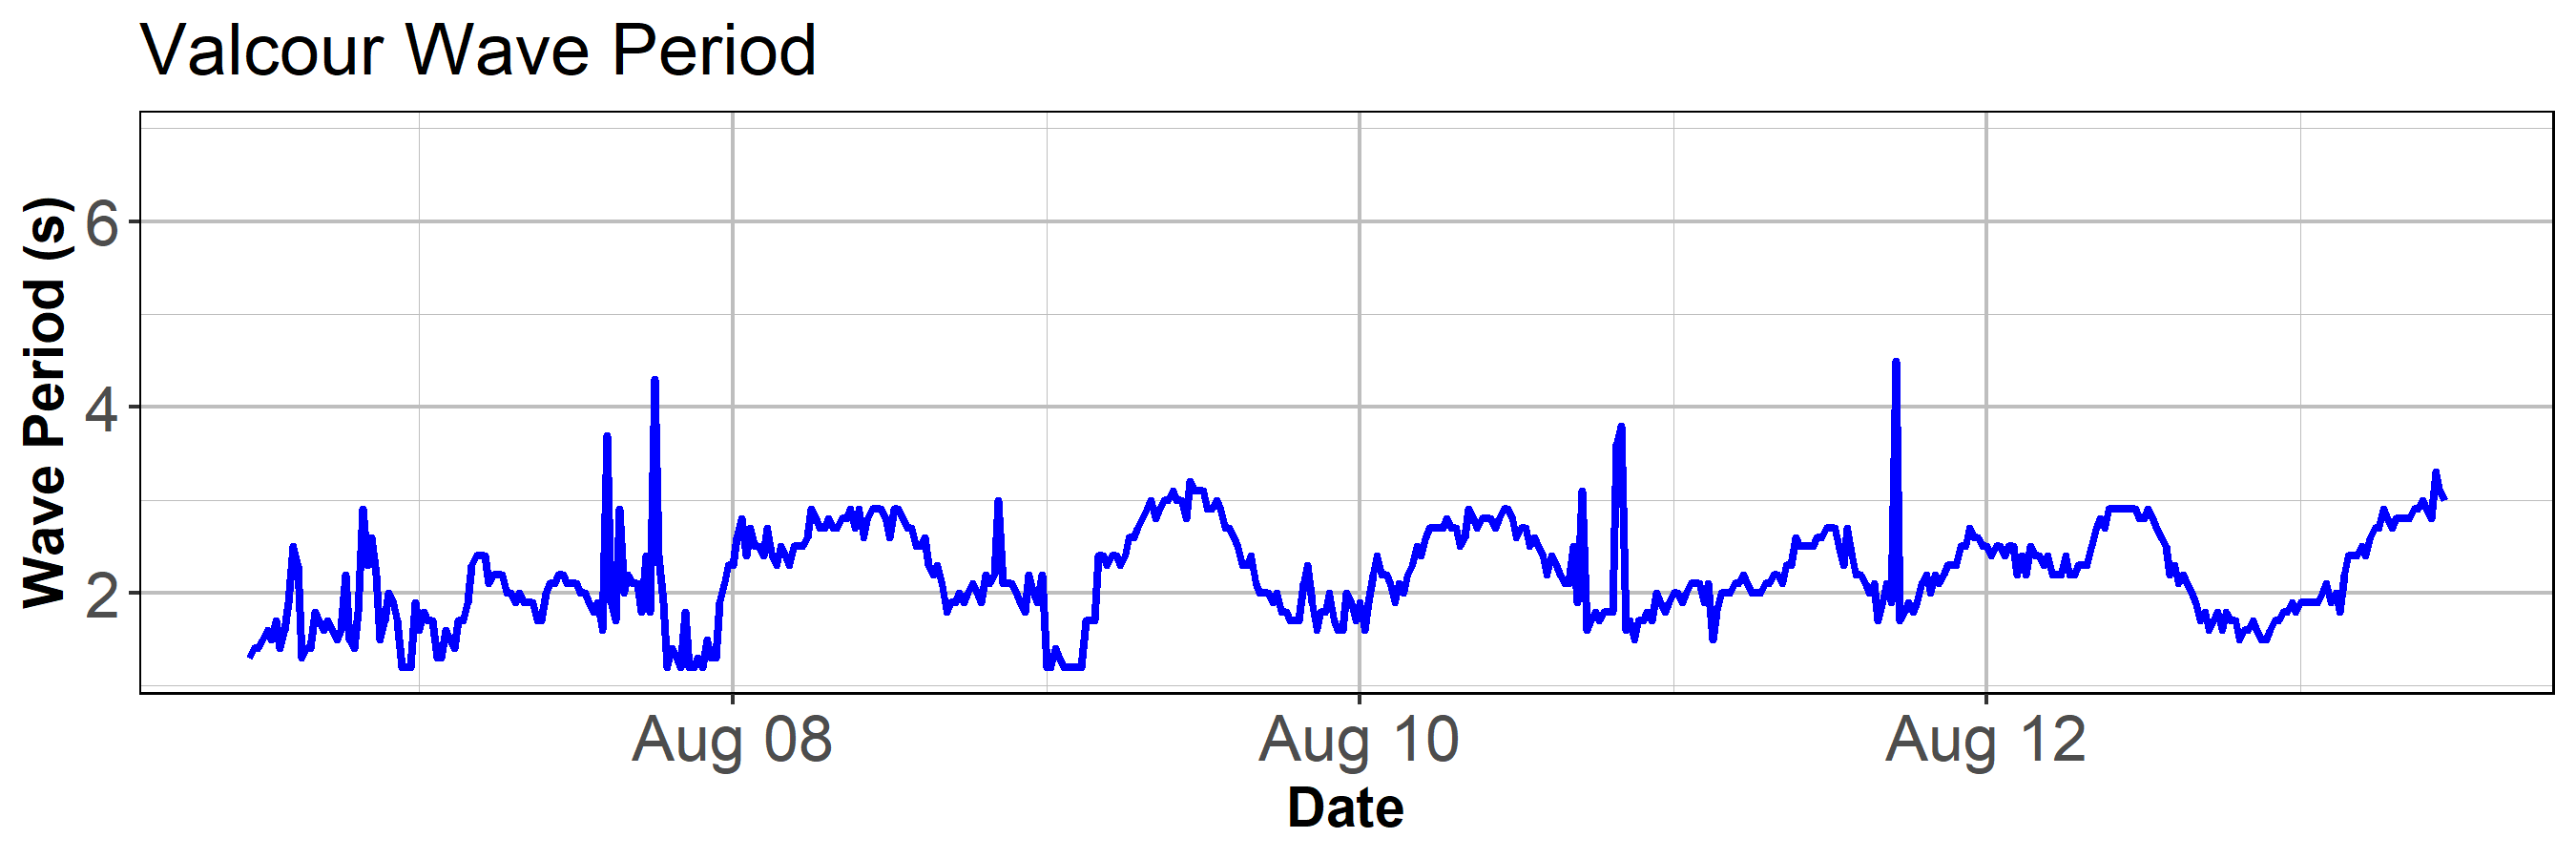 Valcour Wave Period
Wave Period (s)
6
4
2
Aug 08 Aug 10 Aug 12
Date